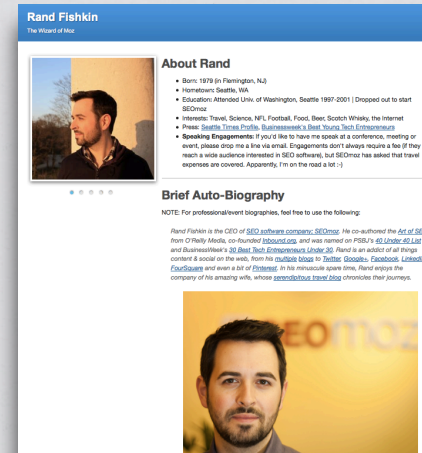 Rand Fishkin
The Wizard of Moz
About Rand
Born: 1979 (in Flemington, NJ)
Hometown: Seattle, WA
Education: Attended Univ. of Washington, Seattle 1997-2001 | Dropped out to start
SEOmoz
Interests: Travel, Science, NFL Football, Food, Beer, Scotch Whisky, the Internet
Press: Seattle Times Profile, Businessweek's Best Young Tech Entrepreneurs
Speaking Engagements: If you'd like to have me speak at a conference, meeting or
event, please drop me a line via email. Engagements don't always require a fee (if they
reach a wide audience interested in SEO software), but SEOmoz has asked that travel
expenses are covered. Apparently, I'm on the road a lot :-)
Brief Auto-Biography
NOTE: For professional/event biographies, feel free to use the following:
Rand Fishkin is the CEO of SEO software company; SEOmoz. He co-authored the Art of SE
from O'Reilly Media, co-founded Inbound.org, and was named on PSBJ's 40 Under 40 List
and BusinessWeek's 30 Best Tech Entrepreneurs Under 30. Rand is an addict of all things
content & social on the web, from his multiple blogs to Twitter, Google+, Facebook, LinkedI
FourSquare and even a bit of Pinterest. In his minuscule spare time, Rand enjoys the
company of his amazing wife, whose serendipitous travel blog chronicles their journeys.
SEOmoz